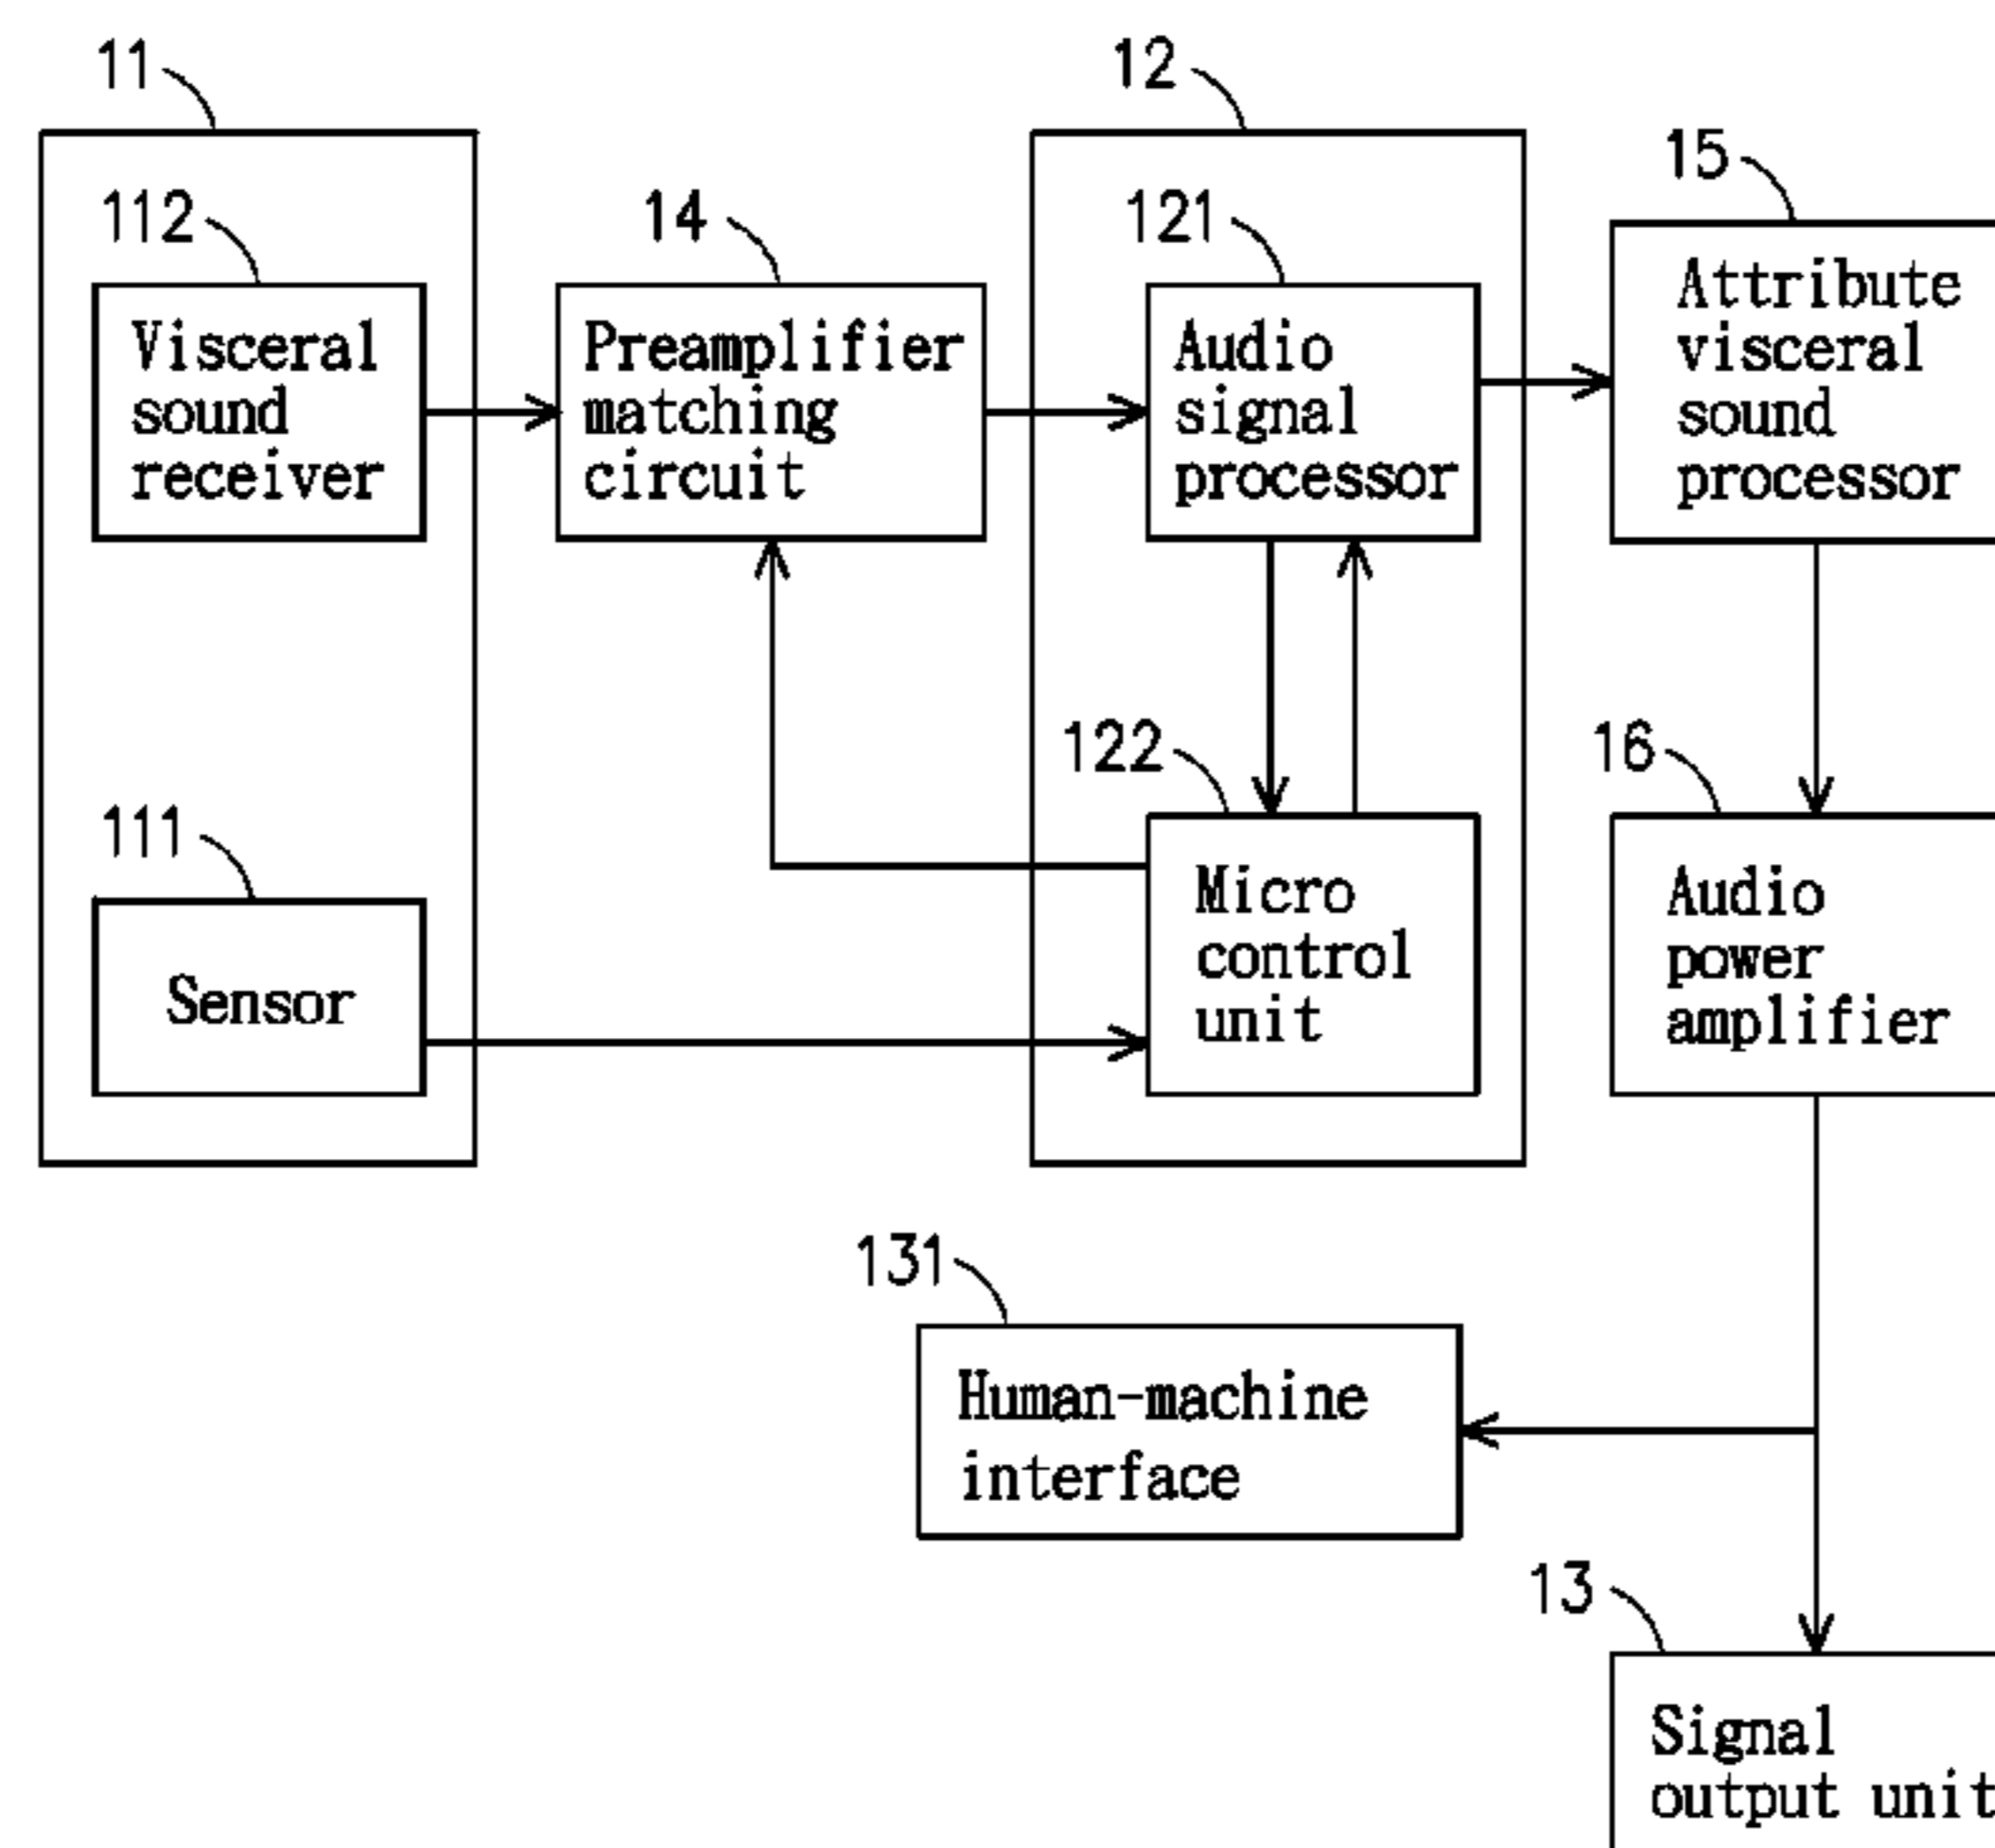 11
112
Visceral
sound
receiver
111
Sensor
14
Preamplifier
matching
circuit
12
121
Audio
signal
processor
122
Micro
control
unit
15
Attribute
visceral
sound
processor
16
Audio
power
amplifier
131
Human-machine
interface
13
Signal
output unit